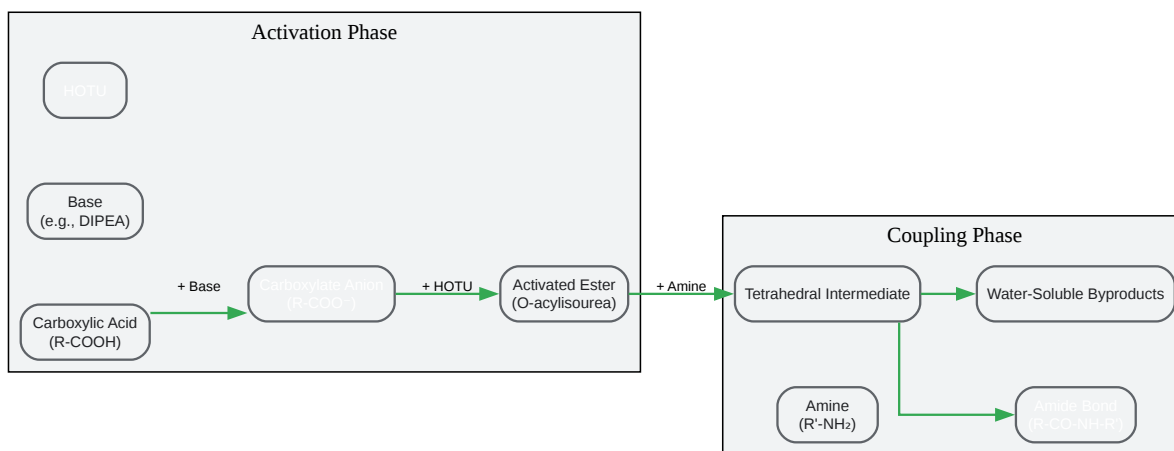 Activation Phase
HOTU
Base
(e.g., DIPEA)
Carboxylic Acid
(R-COOH)
+ Base
Carboxylate Anion
(R-COO⁻)
+ HOTU
Activated Ester
(O-acylisourea)
+ Amine
Coupling Phase
Tetrahedral Intermediate
Water-Soluble Byproducts
Amine
(R'-NH₂)
Amide Bond
(R-CO-NH-R')